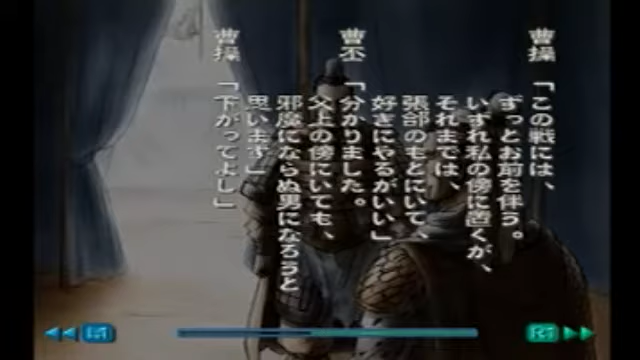 曹操「この戦には、
ずっとお前を伴う。
いずれ私の傍に置くが、
それまでは、
張郃のもとにいて、
好きにやるがいい」
曹丕「分かりました。
父上の傍にいても、
邪魔にならぬ男になろうと
思います」
曹操「下がってよし」
L1
R1